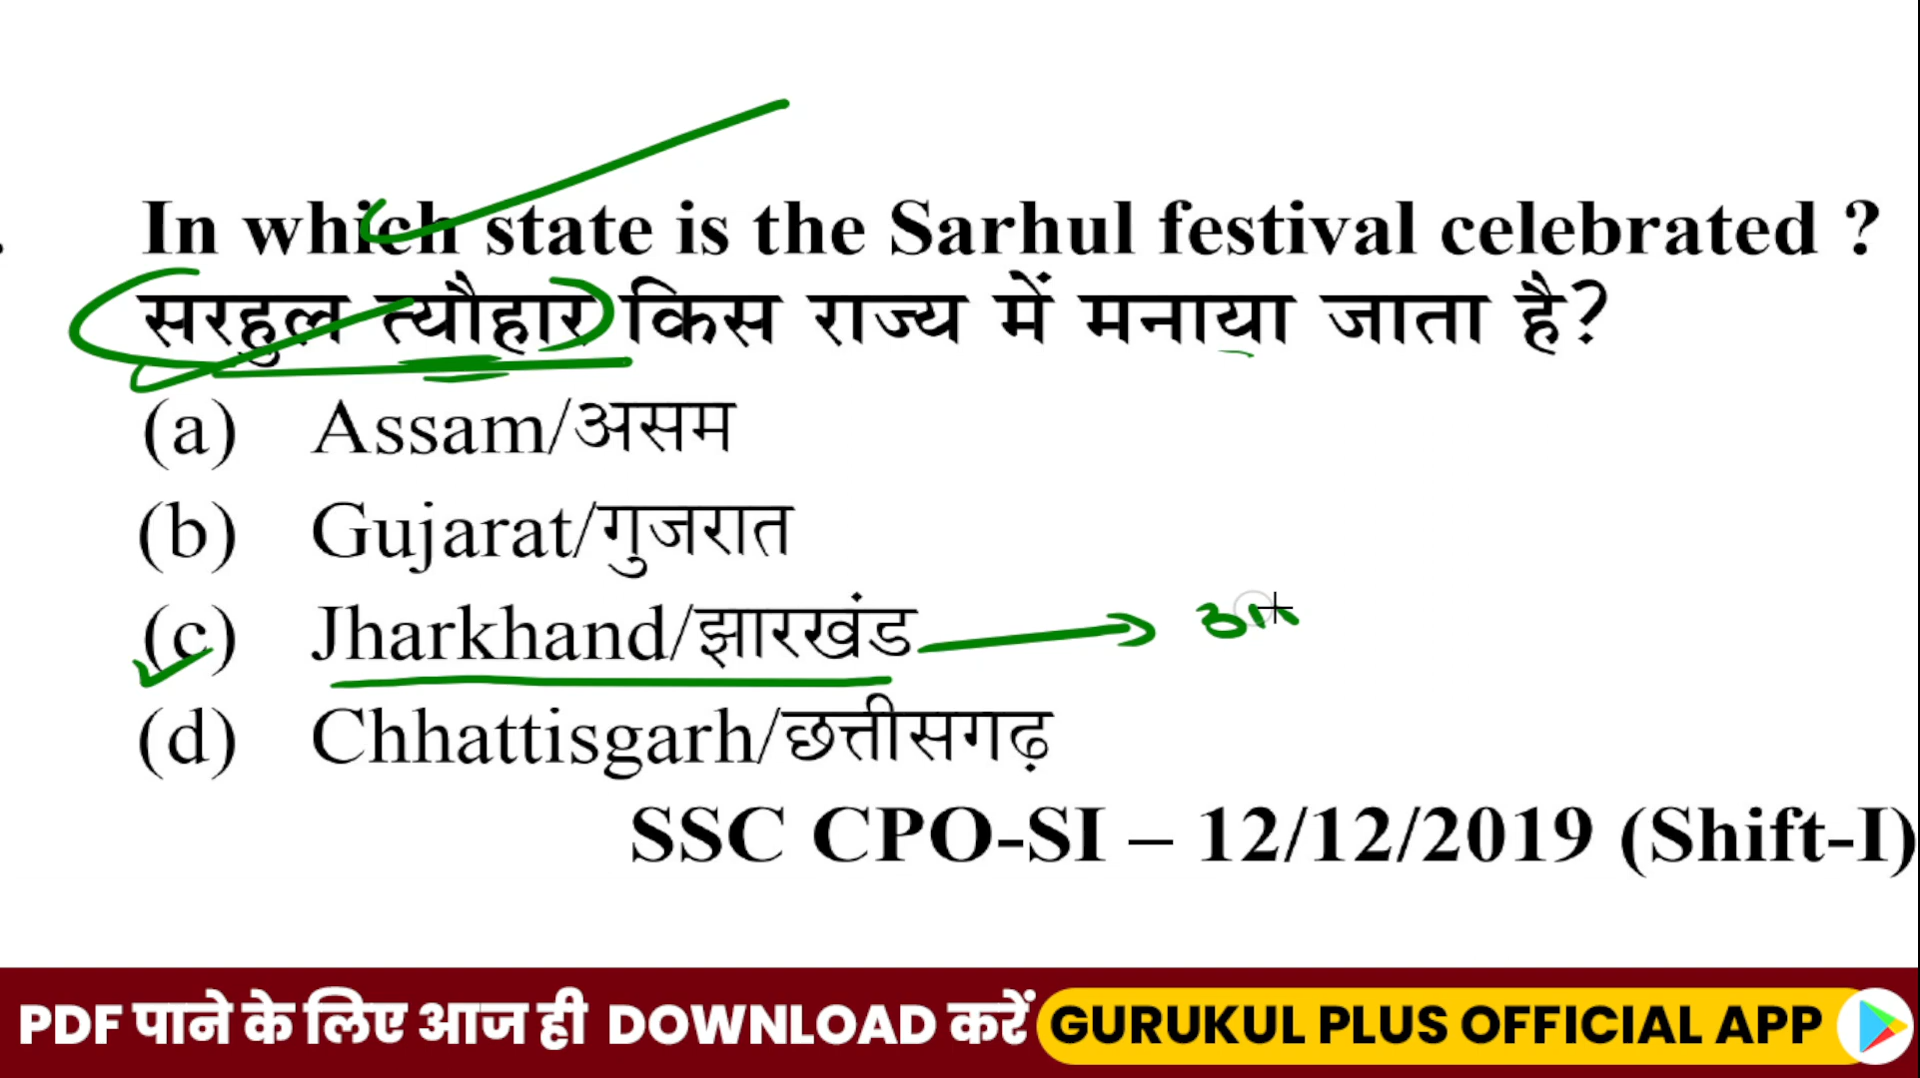 In which state is the Sarhul festival celebrated ?
सरहुल त्यौहार किस राज्य में मनाया जाता है?
(a) Assam/असम
(b) Gujarat/गुजरात
(c) Jharkhand/झारखंड
(d) Chhattisgarh/छत्तीसगढ़
SSC CPO-SI – 12/12/2019 (Shift-I)
PDF पाने के लिए आज ही DOWNLOAD करें GURUKUL PLUS OFFICIAL APP